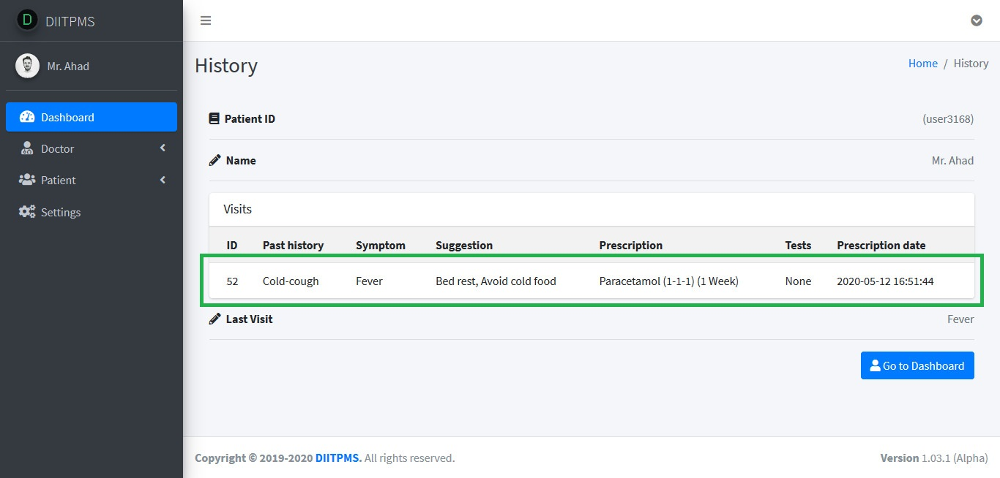 D DIITPMS
Mr. Ahad
Dashboard
Doctor
Patient
Settings
History
Home / History
Patient ID (user3168)
Name Mr. Ahad
Visits
ID Past history Symptom Suggestion Prescription Tests Prescription date
52 Cold-cough Fever Bed rest, Avoid cold food Paracetamol (1-1-1) (1 Week) None 2020-05-12 16:51:44
Last Visit Fever
Go to Dashboard
Copyright © 2019-2020 DIITPMS. All rights reserved. Version 1.03.1 (Alpha)